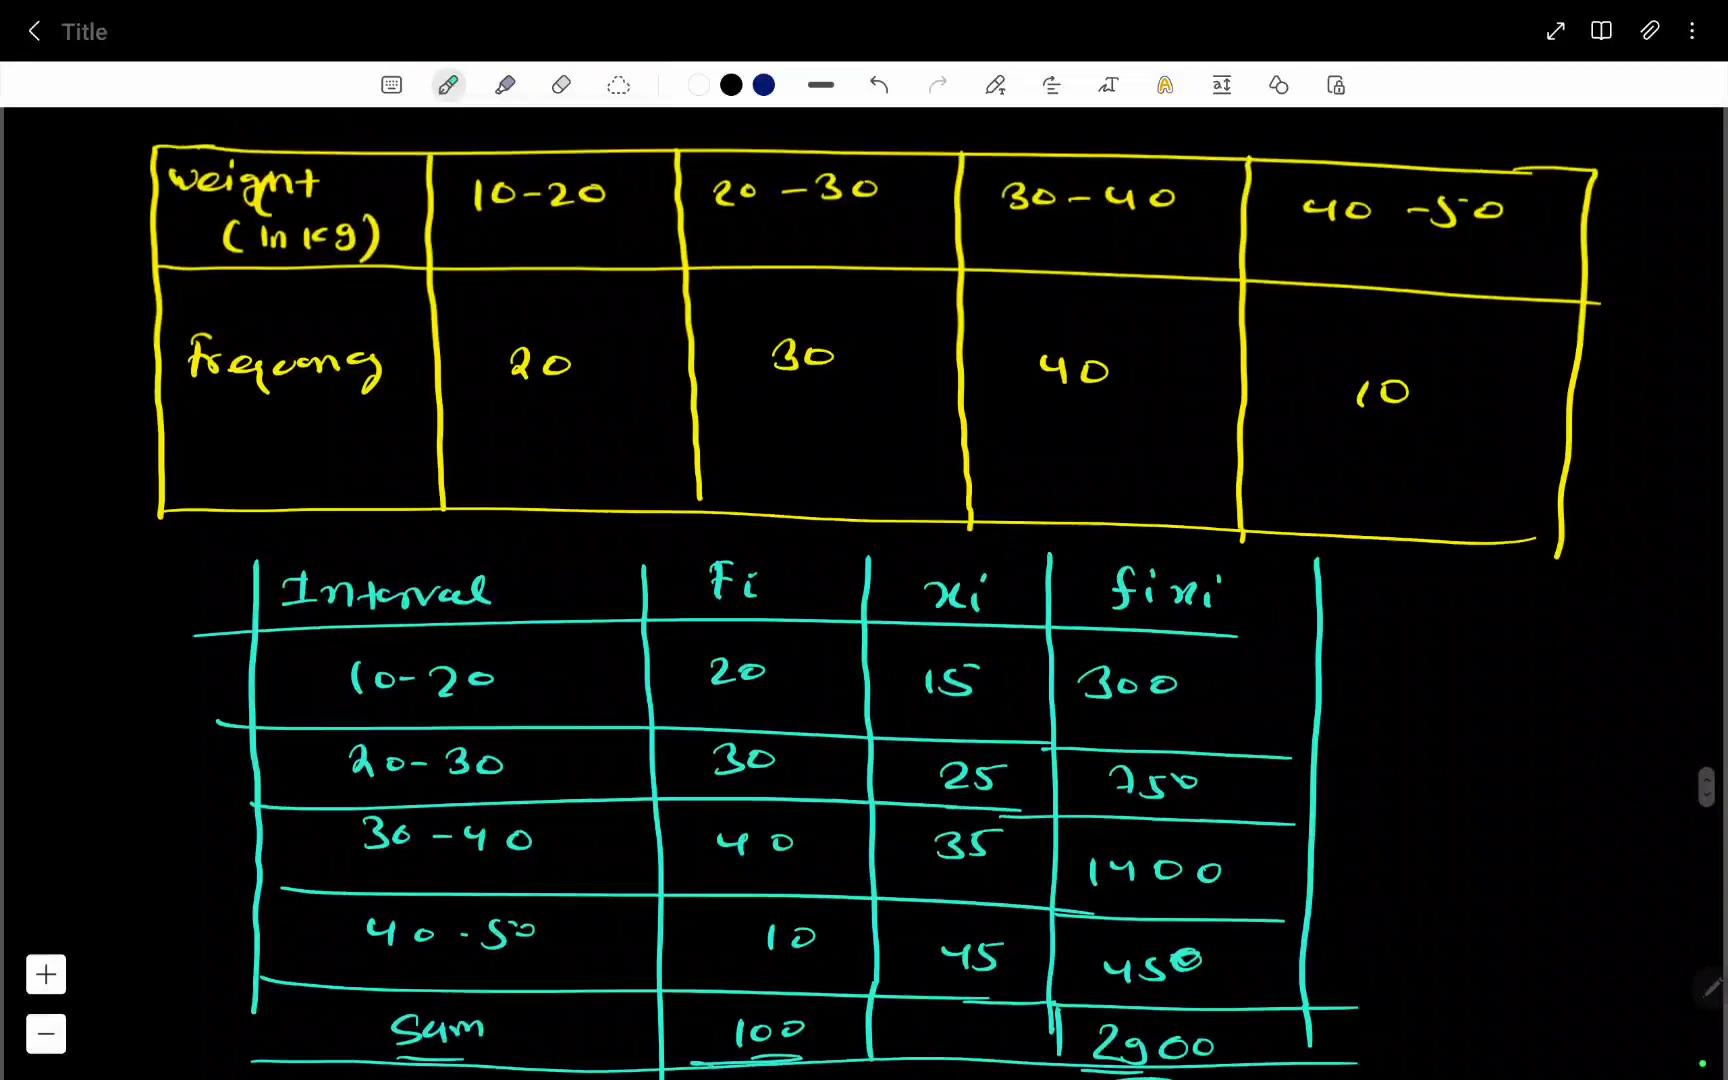 Title
weight 10-20 20-30 30-40 40-50
(In kg)
frequency 20 30 40 10
Interval Fi xi fixi
10-20 20 15 300
20-30 30 25 750
30-40 40 35 1400
40-50 10 45 450
Sum 100 2900